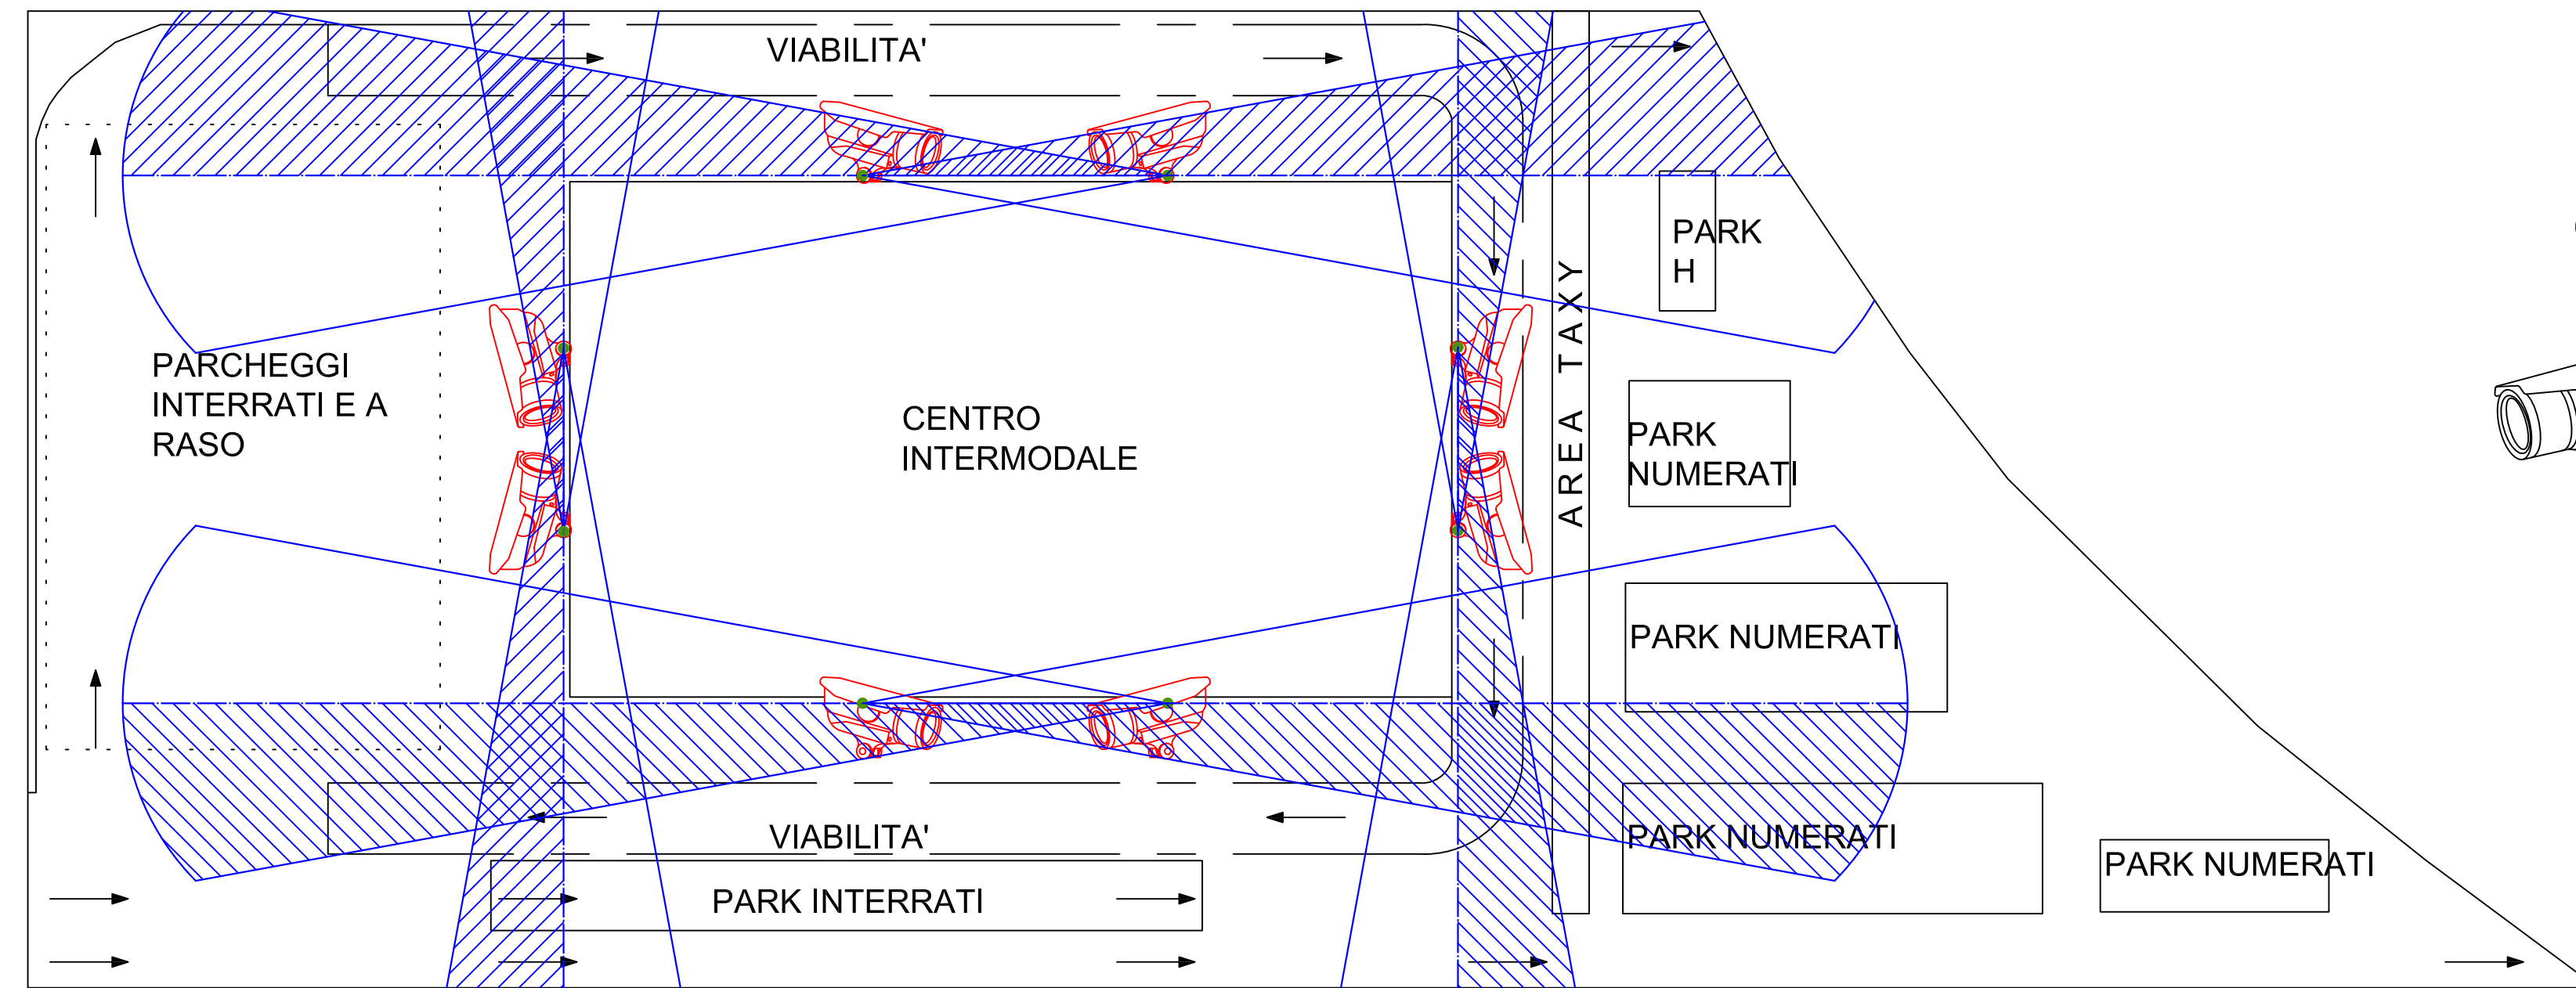 VIABILITA'
PARK
H
PARCHEGGI
INTERRATI E A
RASO
CENTRO
INTERMODALE
AREA TAXY
PARK
NUMERATI
PARK NUMERATI
PARK NUMERATI
VIABILITA'
PARK NUMERATI
PARK INTERRATI